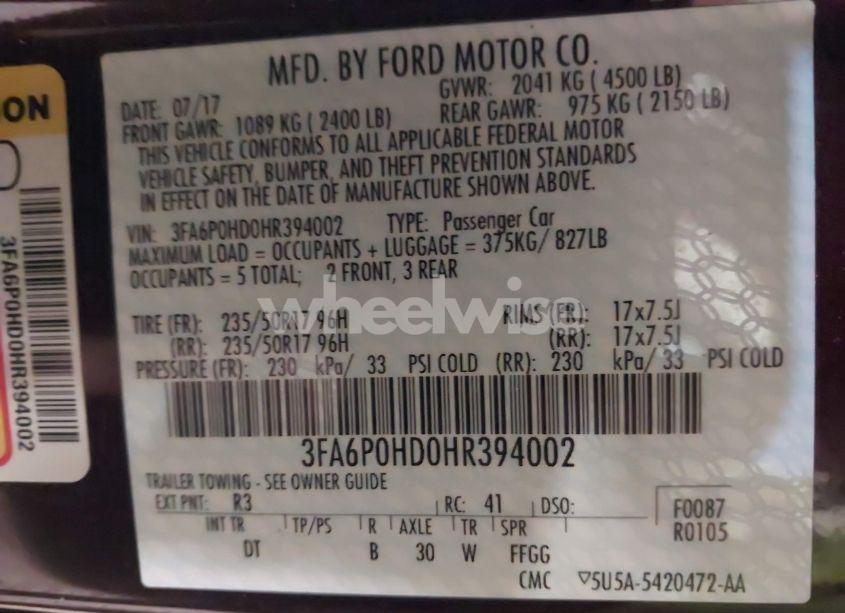 ON
3FA6P0HD0HR394002
MFD. BY FORD MOTOR CO.
DATE: 07/17 GVWR: 2041 KG ( 4500 LB)
FRONT GAWR: 1089 KG ( 2400 LB) REAR GAWR: 975 KG ( 2150 LB)
THIS VEHICLE CONFORMS TO ALL APPLICABLE FEDERAL MOTOR
VEHICLE SAFETY, BUMPER, AND THEFT PREVENTION STANDARDS
IN EFFECT ON THE DATE OF MANUFACTURE SHOWN ABOVE.
VIN: 3FA6P0HD0HR394002 TYPE: Passenger Car
MAXIMUM LOAD = OCCUPANTS + LUGGAGE = 375KG/ 827LB
OCCUPANTS = 5 TOTAL; 2 FRONT, 3 REAR
wheelwise
TIRE (FR): 235/50R17 96H RIMS (FR): 17x7.5J
(RR): 235/50R17 96H (RR): 17x7.5J
PRESSURE (FR): 230 kPa/ 33 PSI COLD (RR): 230 kPa/ 33 PSI COLD
3FA6P0HD0HR394002
TRAILER TOWING - SEE OWNER GUIDE
EXT PNT: R3 RC: 41 DSO: F0087
R0105
INT TR TP/PS R AXLE TR SPR
DT B 30 W FFGG
CMC ▽5U5A-5420472-AA